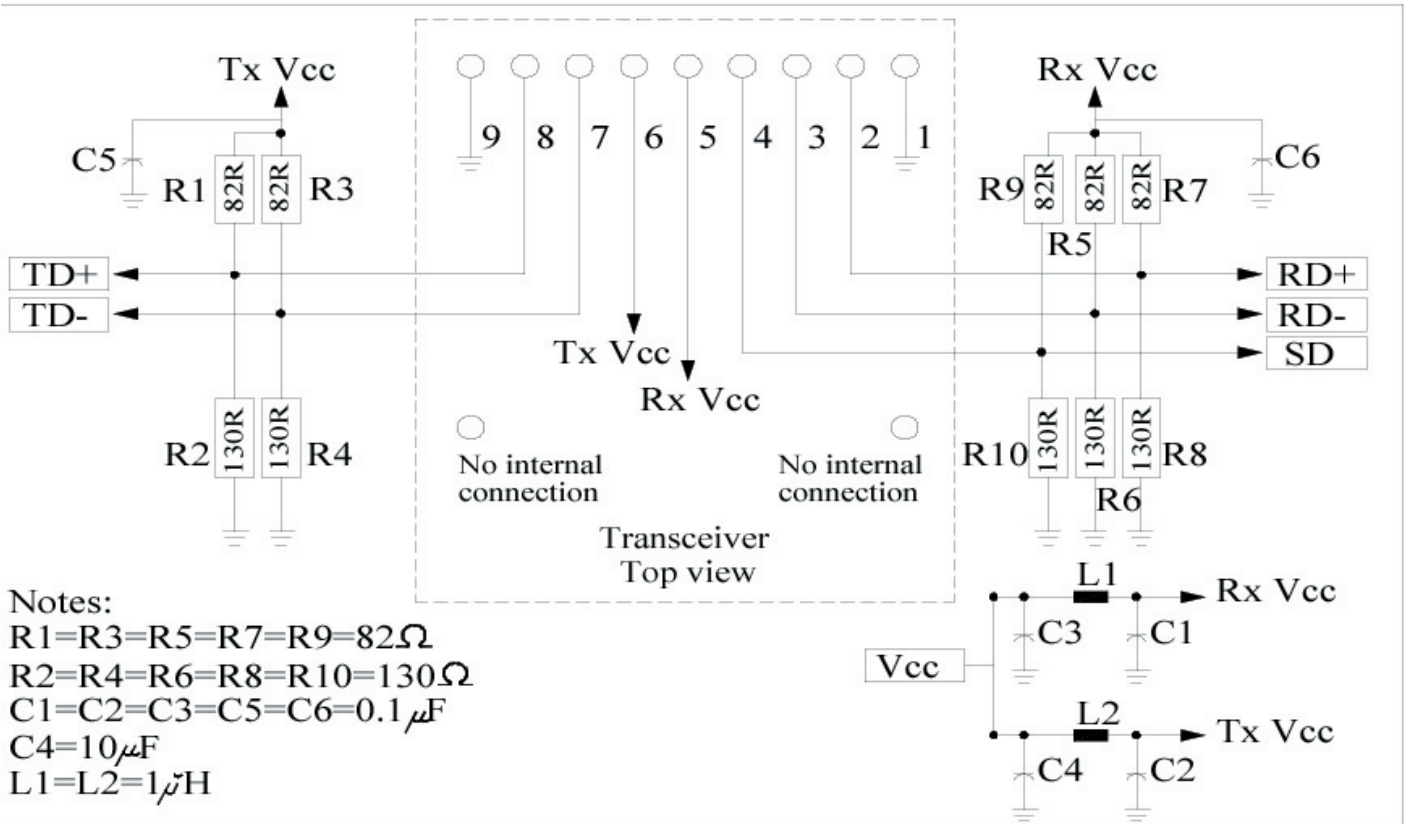 Tx Vcc
Rx Vcc
9 8 7 6 5 4 3 2 1
C5
R1
82R
82R
R3
R9
82R
82R
82R
R7
C6
R5
TD+
TD-
RD+
RD-
SD
Tx Vcc
Rx Vcc
R2
130R
130R
R4
No internal
connection
No internal
connection
R10
130R
130R
130R
R8
R6
Transceiver
Top view
Notes:
R1=R3=R5=R7=R9=82Ω
R2=R4=R6=R8=R10=130Ω
C1=C2=C3=C5=C6=0.1μF
C4=10μF
L1=L2=1μH
L1
Rx Vcc
C3
C1
Vcc
L2
Tx Vcc
C4
C2